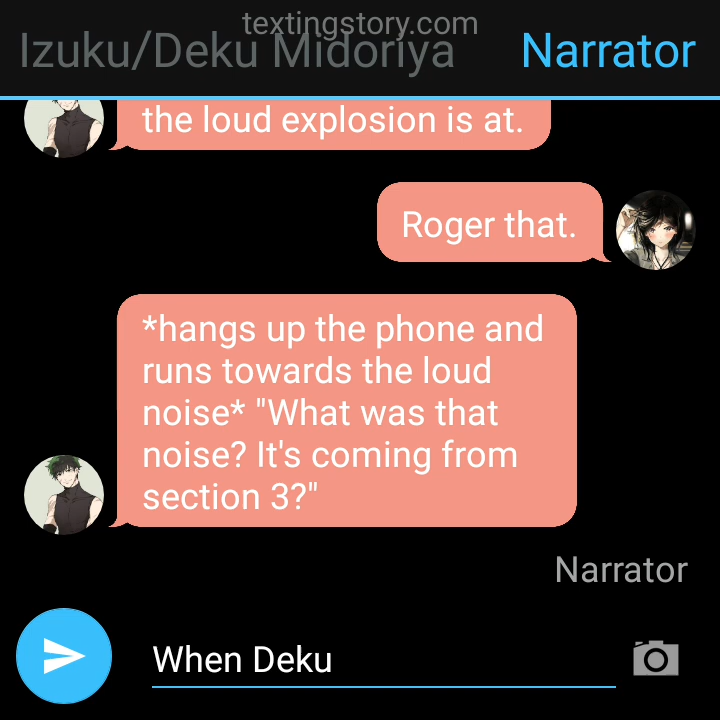 textingstory.com
Izuku/Deku Midoriya
Narrator
the loud explosion is at.
Roger that.
*hangs up the phone and
runs towards the loud
noise* "What was that
noise? It's coming from
section 3?"
Narrator
When Deku